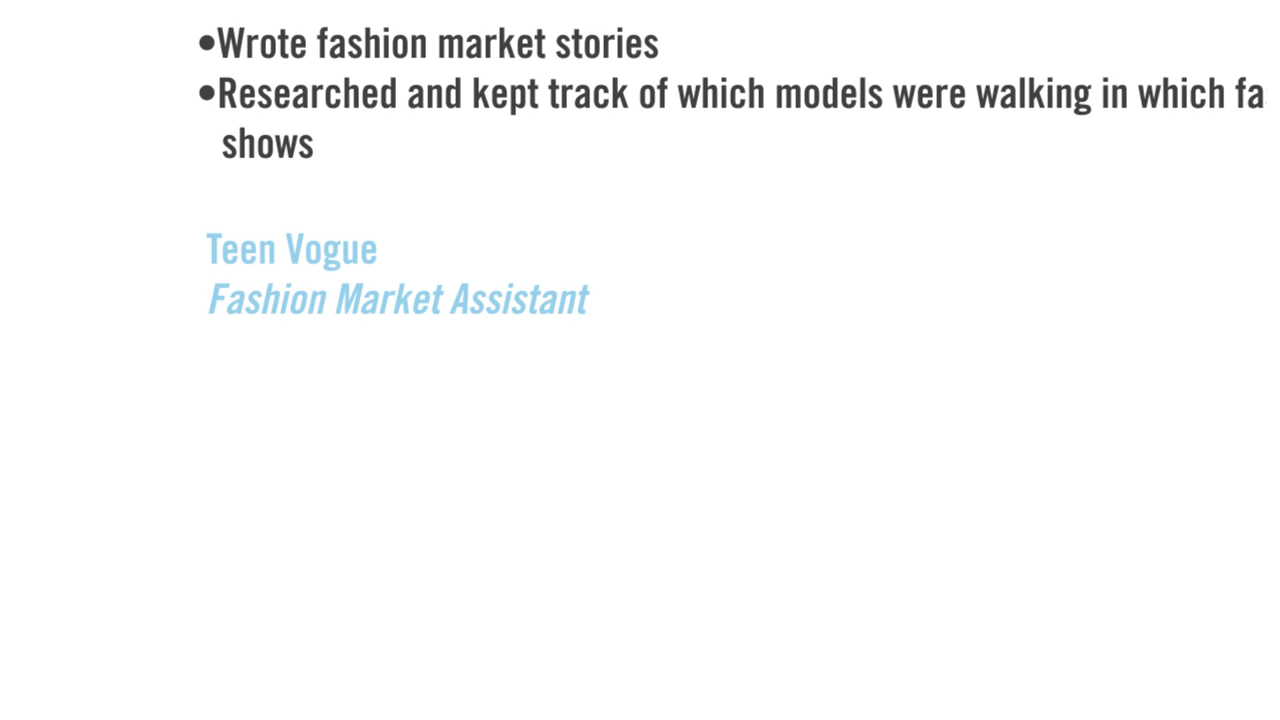 •Wrote fashion market stories
•Researched and kept track of which models were walking in which
shows
Teen Vogue
Fashion Market Assistant